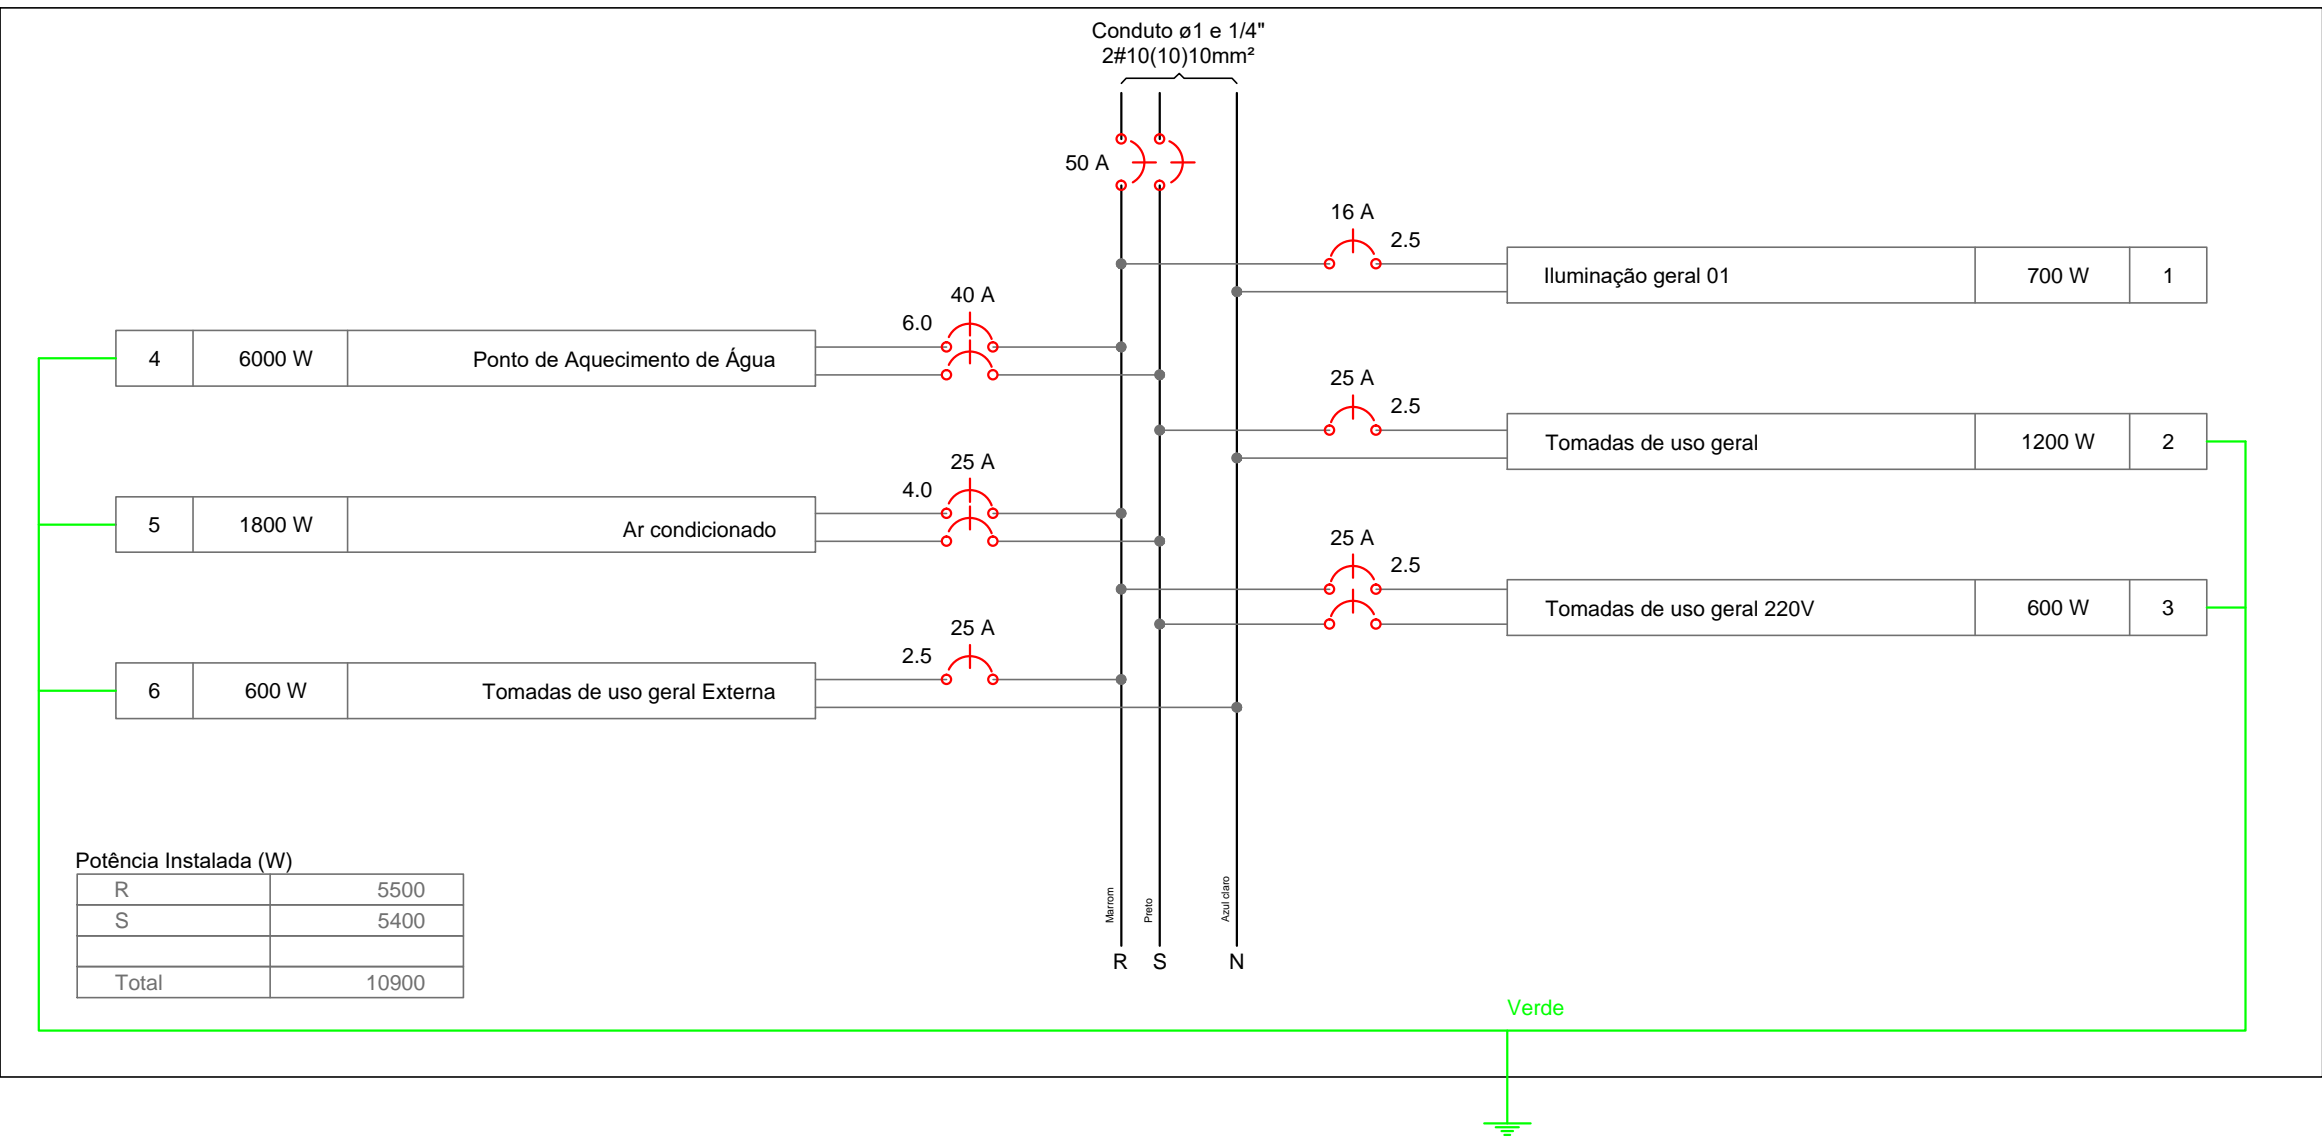 Conduto ø1 e 1/4"
2#10(10)10mm²
50 A
16 A
2.5
Iluminação geral 01 700 W 1
40 A
6.0
4 6000 W Ponto de Aquecimento de Água
25 A
2.5
Tomadas de uso geral 1200 W 2
25 A
4.0
5 1800 W Ar condicionado
25 A
2.5
Tomadas de uso geral 220V 600 W 3
25 A
2.5
6 600 W Tomadas de uso geral Externa
Potência Instalada (W)
R 5500
S 5400
Total 10900
Marrom
Preto
Azul claro
R S N
Verde